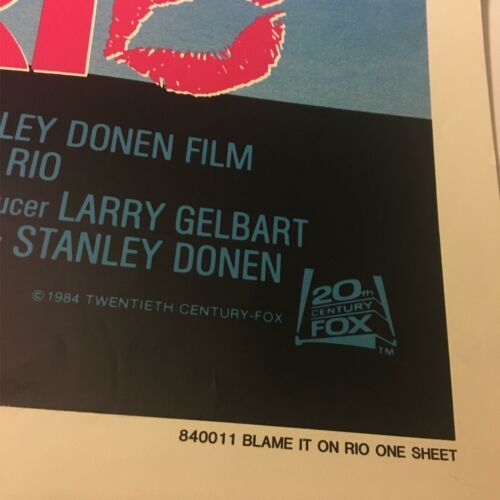 RIO
LEY DONEN FILM
RIO
ucer LARRY GELBART
STANLEY DONEN
© 1984 TWENTIETH CENTURY-FOX
20th
CENTURY
FOX
TM
840011 BLAME IT ON RIO ONE SHEET